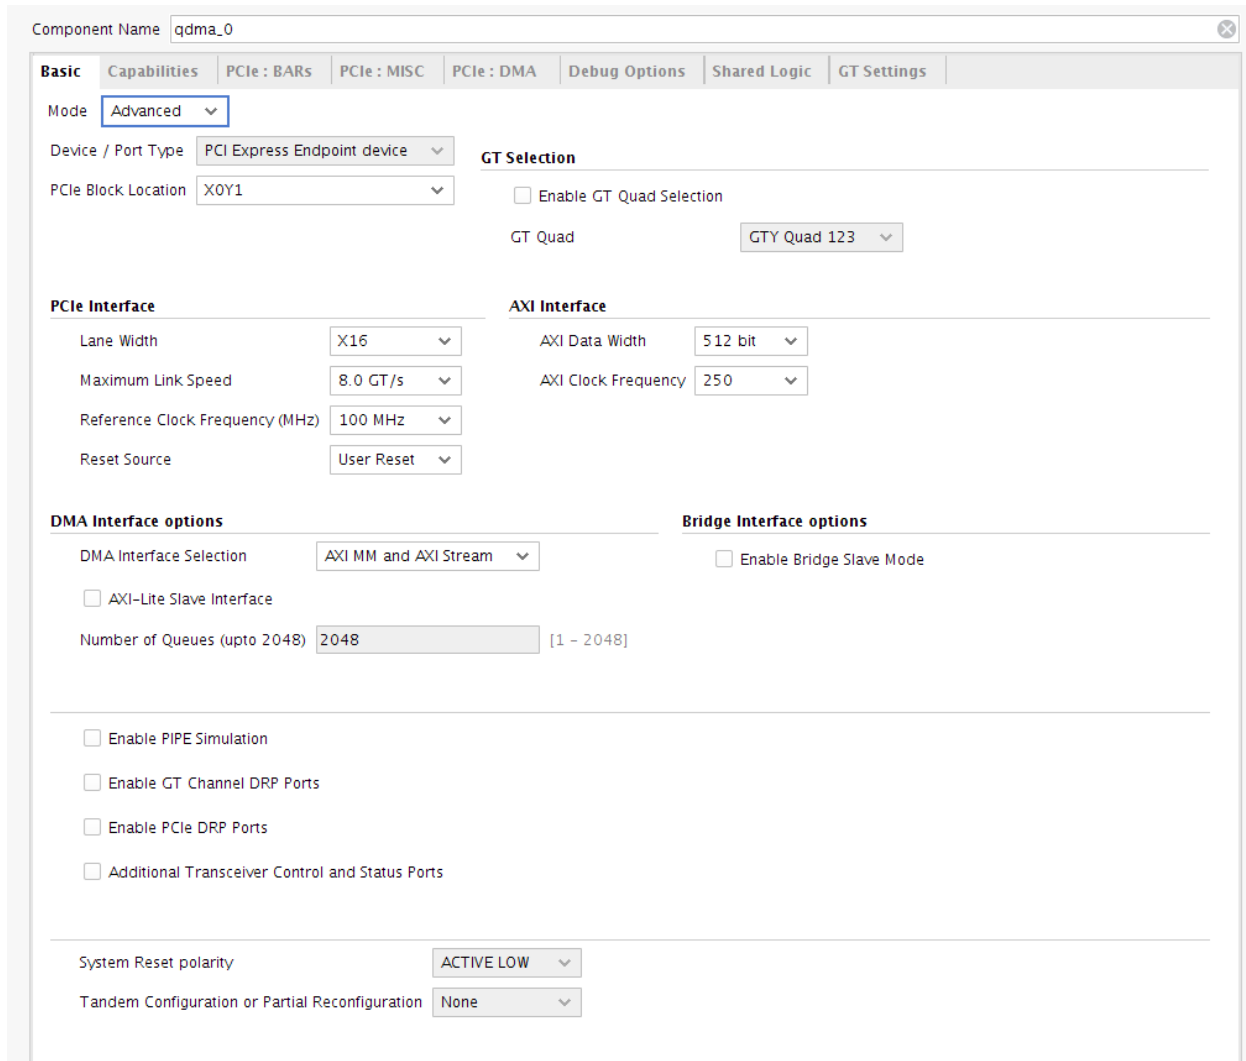 Component Name qdma_0
Basic Capabilities PCIe : BARs PCIe : MISC PCIe : DMA Debug Options Shared Logic GT Settings
Mode Advanced
Device / Port Type PCI Express Endpoint device
GT Selection
PCIe Block Location X0Y1
Enable GT Quad Selection
GT Quad GTY Quad 123
PCIe Interface
AXI Interface
Lane Width X16
AXI Data Width 512 bit
Maximum Link Speed 8.0 GT/s
AXI Clock Frequency 250
Reference Clock Frequency (MHz) 100 MHz
Reset Source User Reset
DMA Interface options
Bridge Interface options
DMA Interface Selection AXI MM and AXI Stream
Enable Bridge Slave Mode
AXI-Lite Slave Interface
Number of Queues (upto 2048) 2048 [1 - 2048]
Enable PIPE Simulation
Enable GT Channel DRP Ports
Enable PCIe DRP Ports
Additional Transceiver Control and Status Ports
System Reset polarity ACTIVE LOW
Tandem Configuration or Partial Reconfiguration None